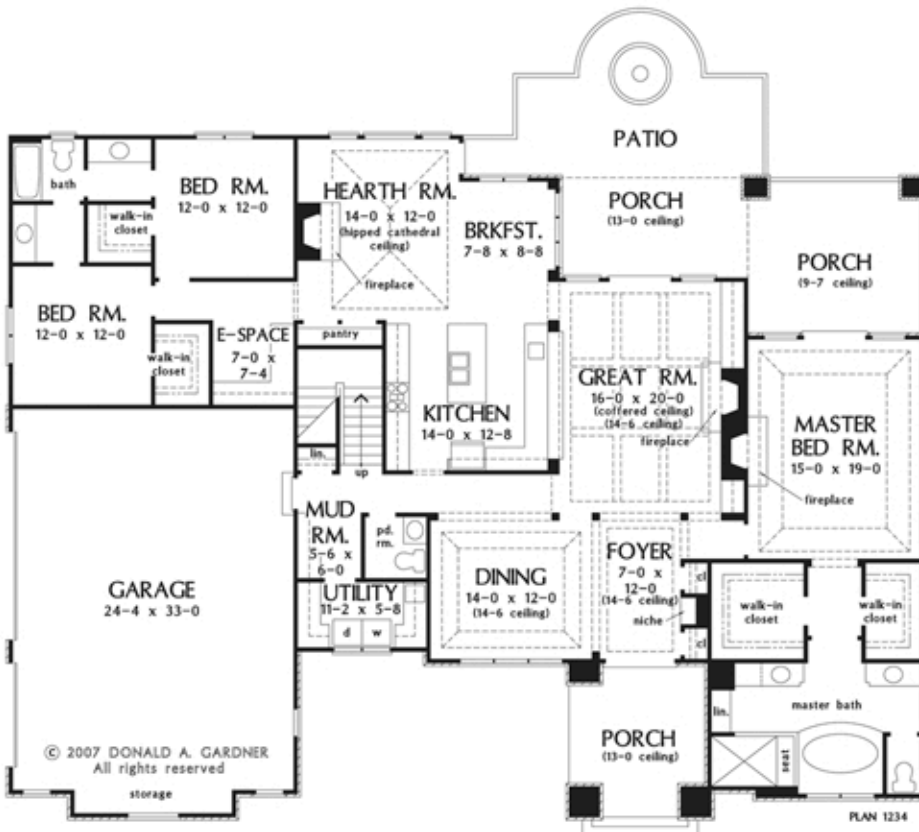 PATIO
bath
BED RM.
12-0 x 12-0
walk-in
closet
HEARTH RM.
14-0 x 12-0
(hipped cathedral
ceiling)
fireplace
BRKFST.
7-8 x 8-8
PORCH
(13-0 ceiling)
PORCH
(9-7 ceiling)
BED RM.
12-0 x 12-0
walk-in
closet
E-SPACE
7-0 x
7-4
pantry
KITCHEN
14-0 x 12-8
GREAT RM.
16-0 x 20-0
(coffered ceiling)
(14-6 ceiling)
fireplace
MASTER
BED RM.
15-0 x 19-0
fireplace
lin.
up
MUD
RM.
5-6 x
6-0
pd.
rm.
GARAGE
24-4 x 33-0
UTILITY
11-2 x 5-8
d
w
DINING
14-0 x 12-0
(14-6 ceiling)
FOYER
7-0 x
12-0
(14-6 ceiling)
niche
cl
cl
walk-in
closet
walk-in
closet
master bath
lin.
seat
PORCH
(13-0 ceiling)
© 2007 DONALD A. GARDNER
All rights reserved
storage
PLAN 1234